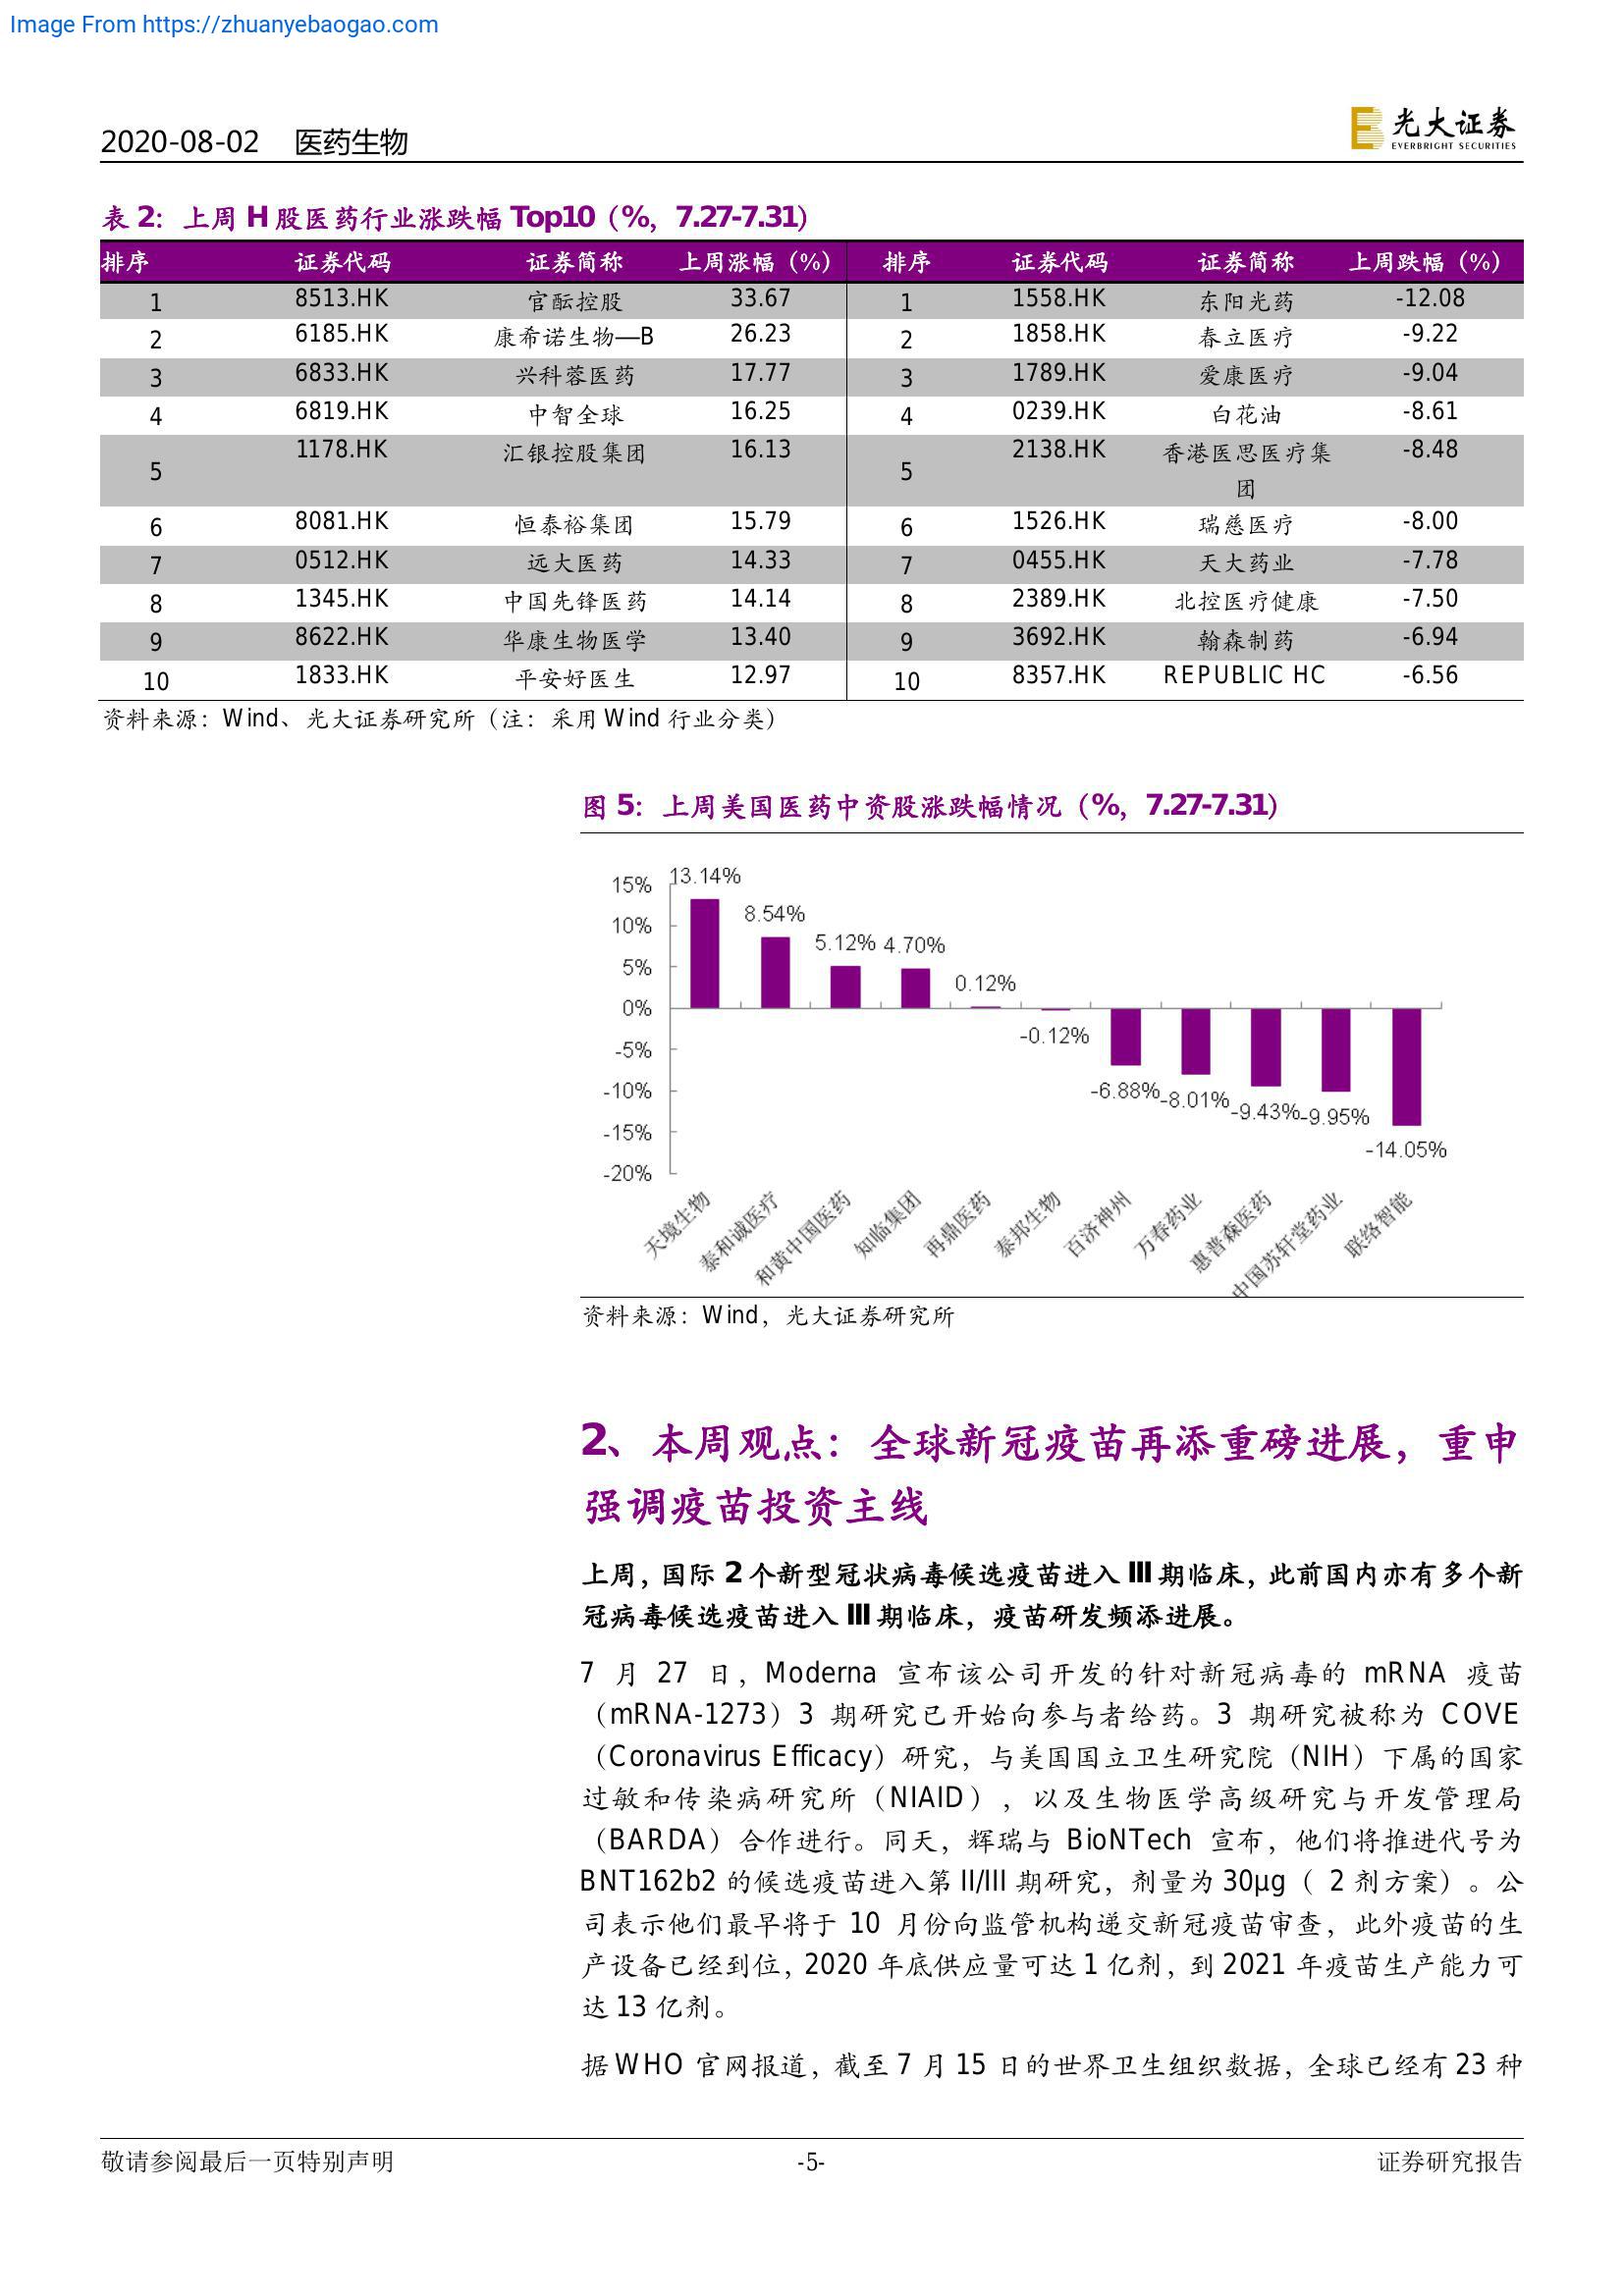 Image From https://zhuanyebaogao.com
2020-08-02 医药生物
光大证券
EVERBRIGHT SECURITIES
表 2：上周 H 股医药行业涨跌幅 Top10（%，7.27-7.31）
排序 证券代码 证券简称 上周涨幅（%） 排序 证券代码 证券简称 上周跌幅（%）
1 8513.HK 官酝控股 33.67 1 1558.HK 东阳光药 -12.08
2 6185.HK 康希诺生物—B 26.23 2 1858.HK 春立医疗 -9.22
3 6833.HK 兴科蓉医药 17.77 3 1789.HK 爱康医疗 -9.04
4 6819.HK 中智全球 16.25 4 0239.HK 白花油 -8.61
5 1178.HK 汇银控股集团 16.13 5 2138.HK 香港医思医疗集
团 -8.48
6 8081.HK 恒泰裕集团 15.79 6 1526.HK 瑞慈医疗 -8.00
7 0512.HK 远大医药 14.33 7 0455.HK 天大药业 -7.78
8 1345.HK 中国先锋医药 14.14 8 2389.HK 北控医疗健康 -7.50
9 8622.HK 华康生物医学 13.40 9 3692.HK 翰森制药 -6.94
10 1833.HK 平安好医生 12.97 10 8357.HK REPUBLIC HC -6.56
资料来源：Wind、光大证券研究所（注：采用 Wind 行业分类）
图 5：上周美国医药中资股涨跌幅情况（%，7.27-7.31）
15%
10%
5%
0%
-5%
-10%
-15%
-20%
13.14%
8.54%
5.12%
4.70%
0.12%
-0.12%
-6.88%
-8.01%
-9.43%
-9.95%
-14.05%
天境生物
泰和诚医疗
和黄中国医药
知临集团
再鼎医药
泰邦生物
百济神州
万春药业
惠普森医药
中国苏轩堂药业
联络智能
资料来源：Wind，光大证券研究所
2、本周观点：全球新冠疫苗再添重磅进展，重申
强调疫苗投资主线
上周，国际 2 个新型冠状病毒候选疫苗进入 III 期临床，此前国内亦有多个新
冠病毒候选疫苗进入 III 期临床，疫苗研发频添进展。
7 月 27 日，Moderna 宣布该公司开发的针对新冠病毒的 mRNA 疫苗
（mRNA-1273）3 期研究已开始向参与者给药。3 期研究被称为 COVE
（Coronavirus Efficacy）研究，与美国国立卫生研究院（NIH）下属的国家
过敏和传染病研究所（NIAID），以及生物医学高级研究与开发管理局
（BARDA）合作进行。同天，辉瑞与 BioNTech 宣布，他们将推进代号为
BNT162b2 的候选疫苗进入第 II/III 期研究，剂量为 30μg（ 2 剂方案）。公
司表示他们最早将于 10 月份向监管机构递交新冠疫苗审查，此外疫苗的生
产设备已经到位，2020 年底供应量可达 1 亿剂，到 2021 年疫苗生产能力可
达 13 亿剂。
据 WHO 官网报道，截至 7 月 15 日的世界卫生组织数据，全球已经有 23 种
敬请参阅最后一页特别声明 -5- 证券研究报告